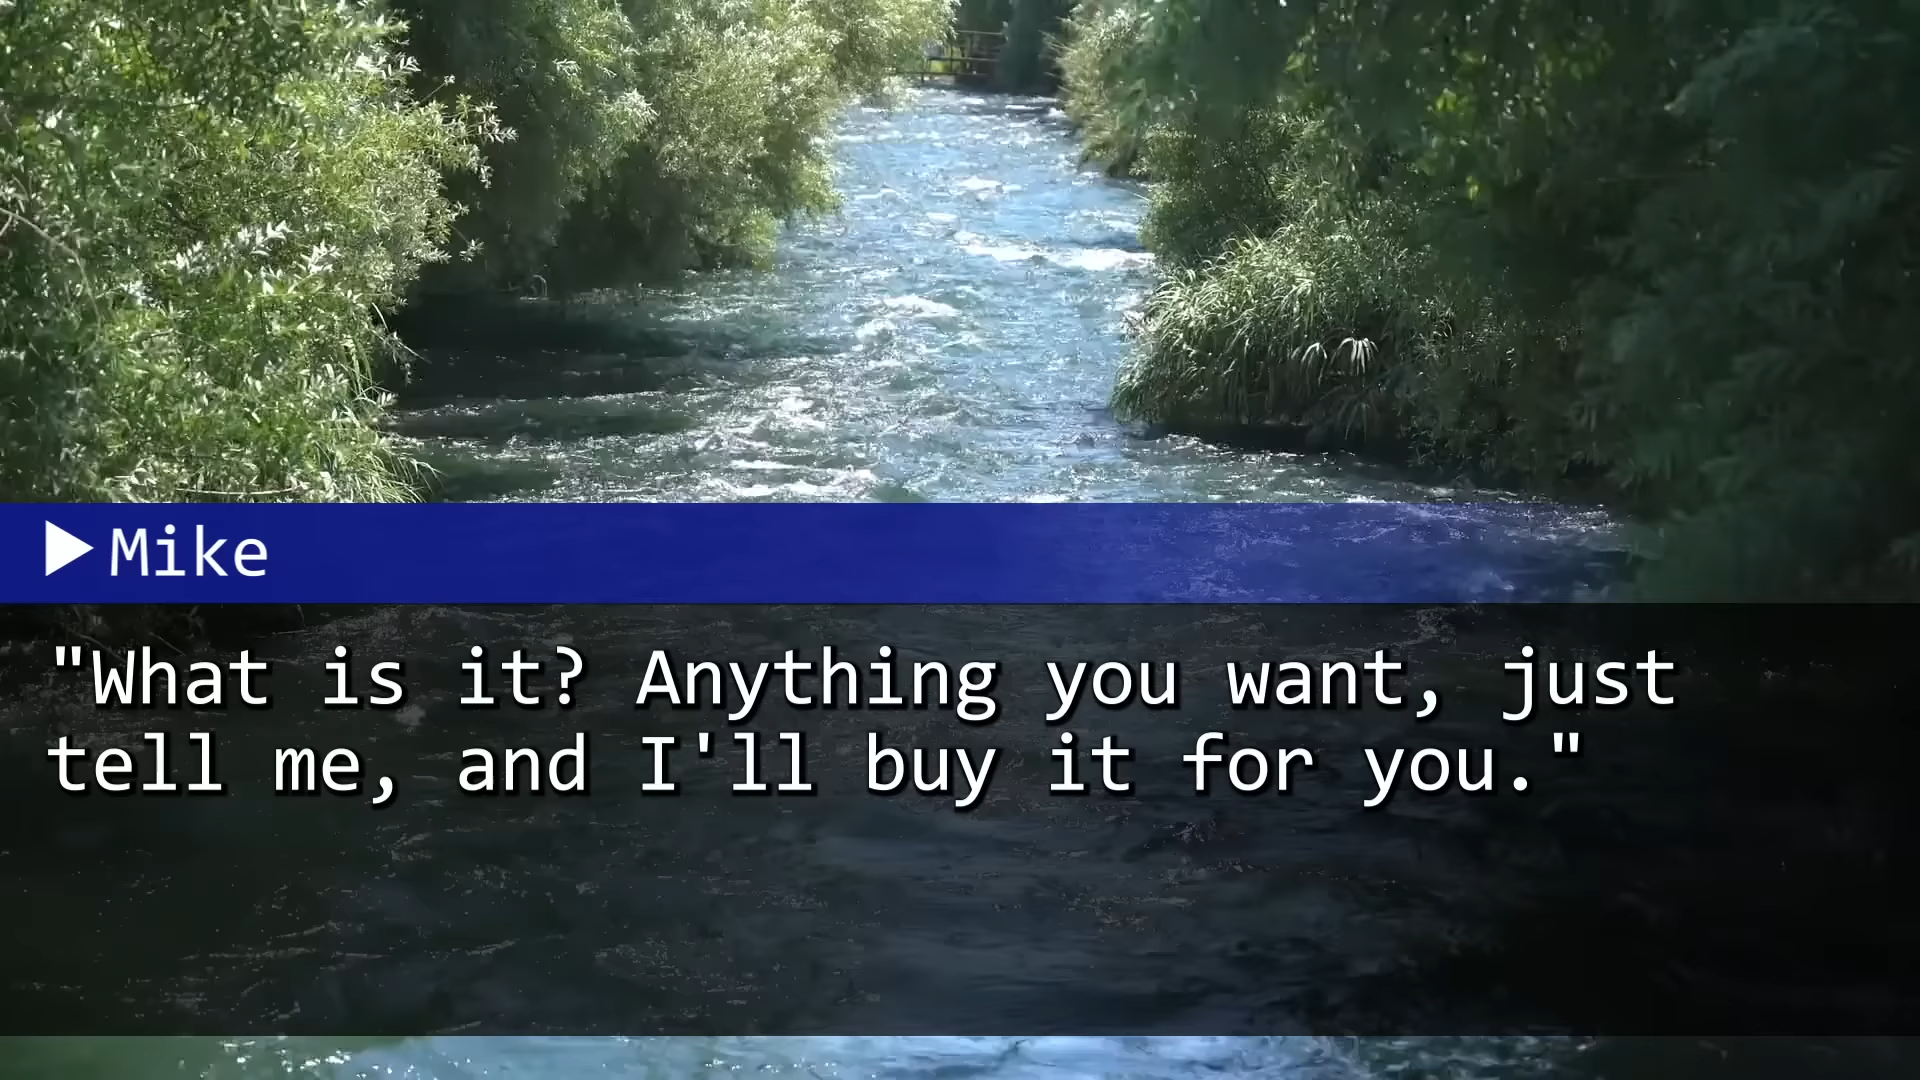 Mike
"What is it? Anything you want, just
tell me, and I'll buy it for you."